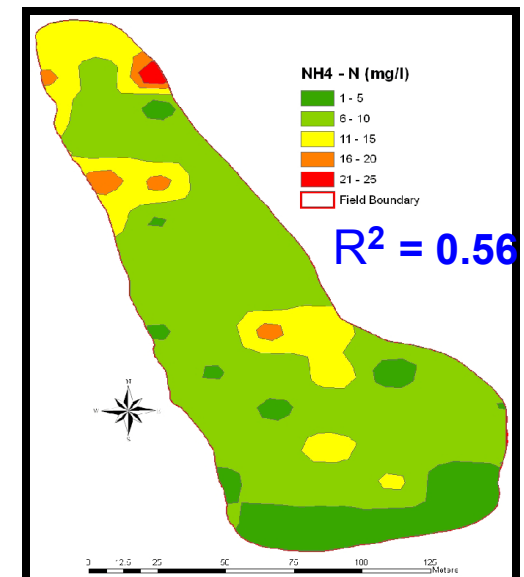 NH4 - N (mg/l)
1 - 5
6 - 10
11 - 15
16 - 20
21 - 25
Field Boundary
R² = 0.56
N
S
0 12.5 25 50 75 100 125
Meters